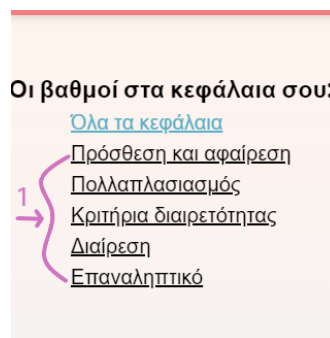 Οι βαθμοί στα κεφάλαια σου:
Όλα τα κεφάλαια
Πρόσθεση και αφαίρεση
Πολλαπλασιασμός
1 Κριτήρια διαιρετότητας
Διαίρεση
Επαναληπτικό